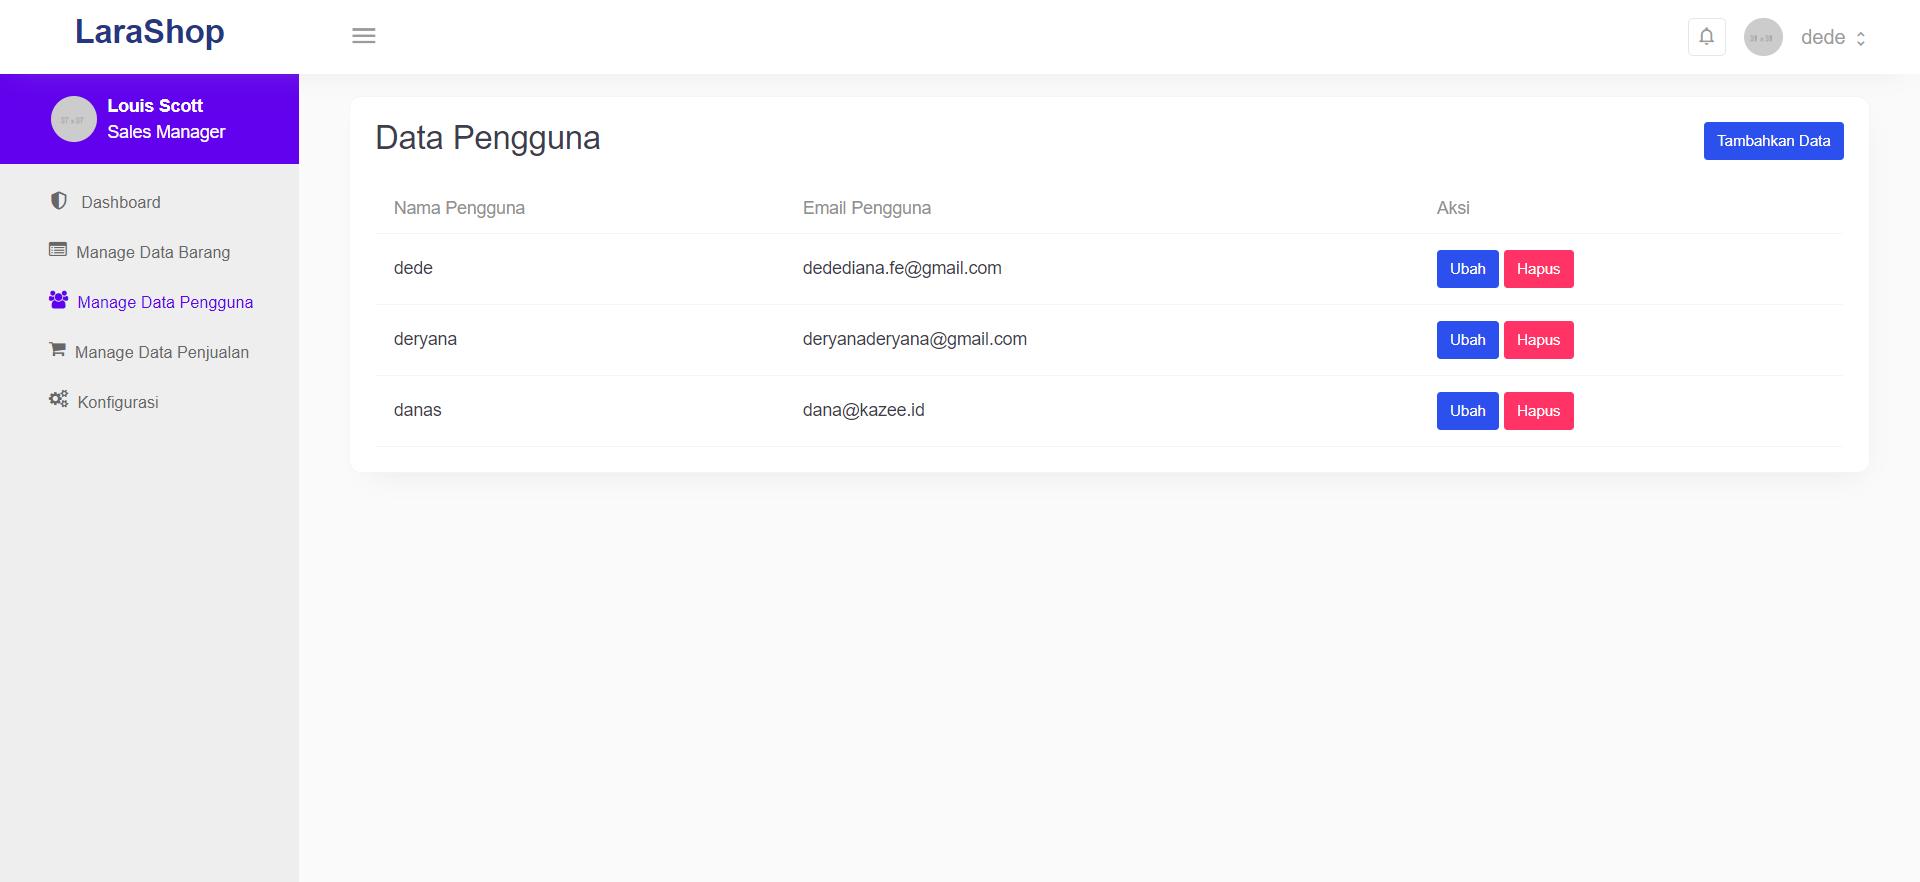 LaraShop
dede
Louis Scott
Sales Manager
Dashboard
Manage Data Barang
Manage Data Pengguna
Manage Data Penjualan
Konfigurasi
Data Pengguna
Tambahkan Data
Nama Pengguna Email Pengguna Aksi
dede dedediana.fe@gmail.com Ubah Hapus
deryana deryanaderyana@gmail.com Ubah Hapus
danas dana@kazee.id Ubah Hapus